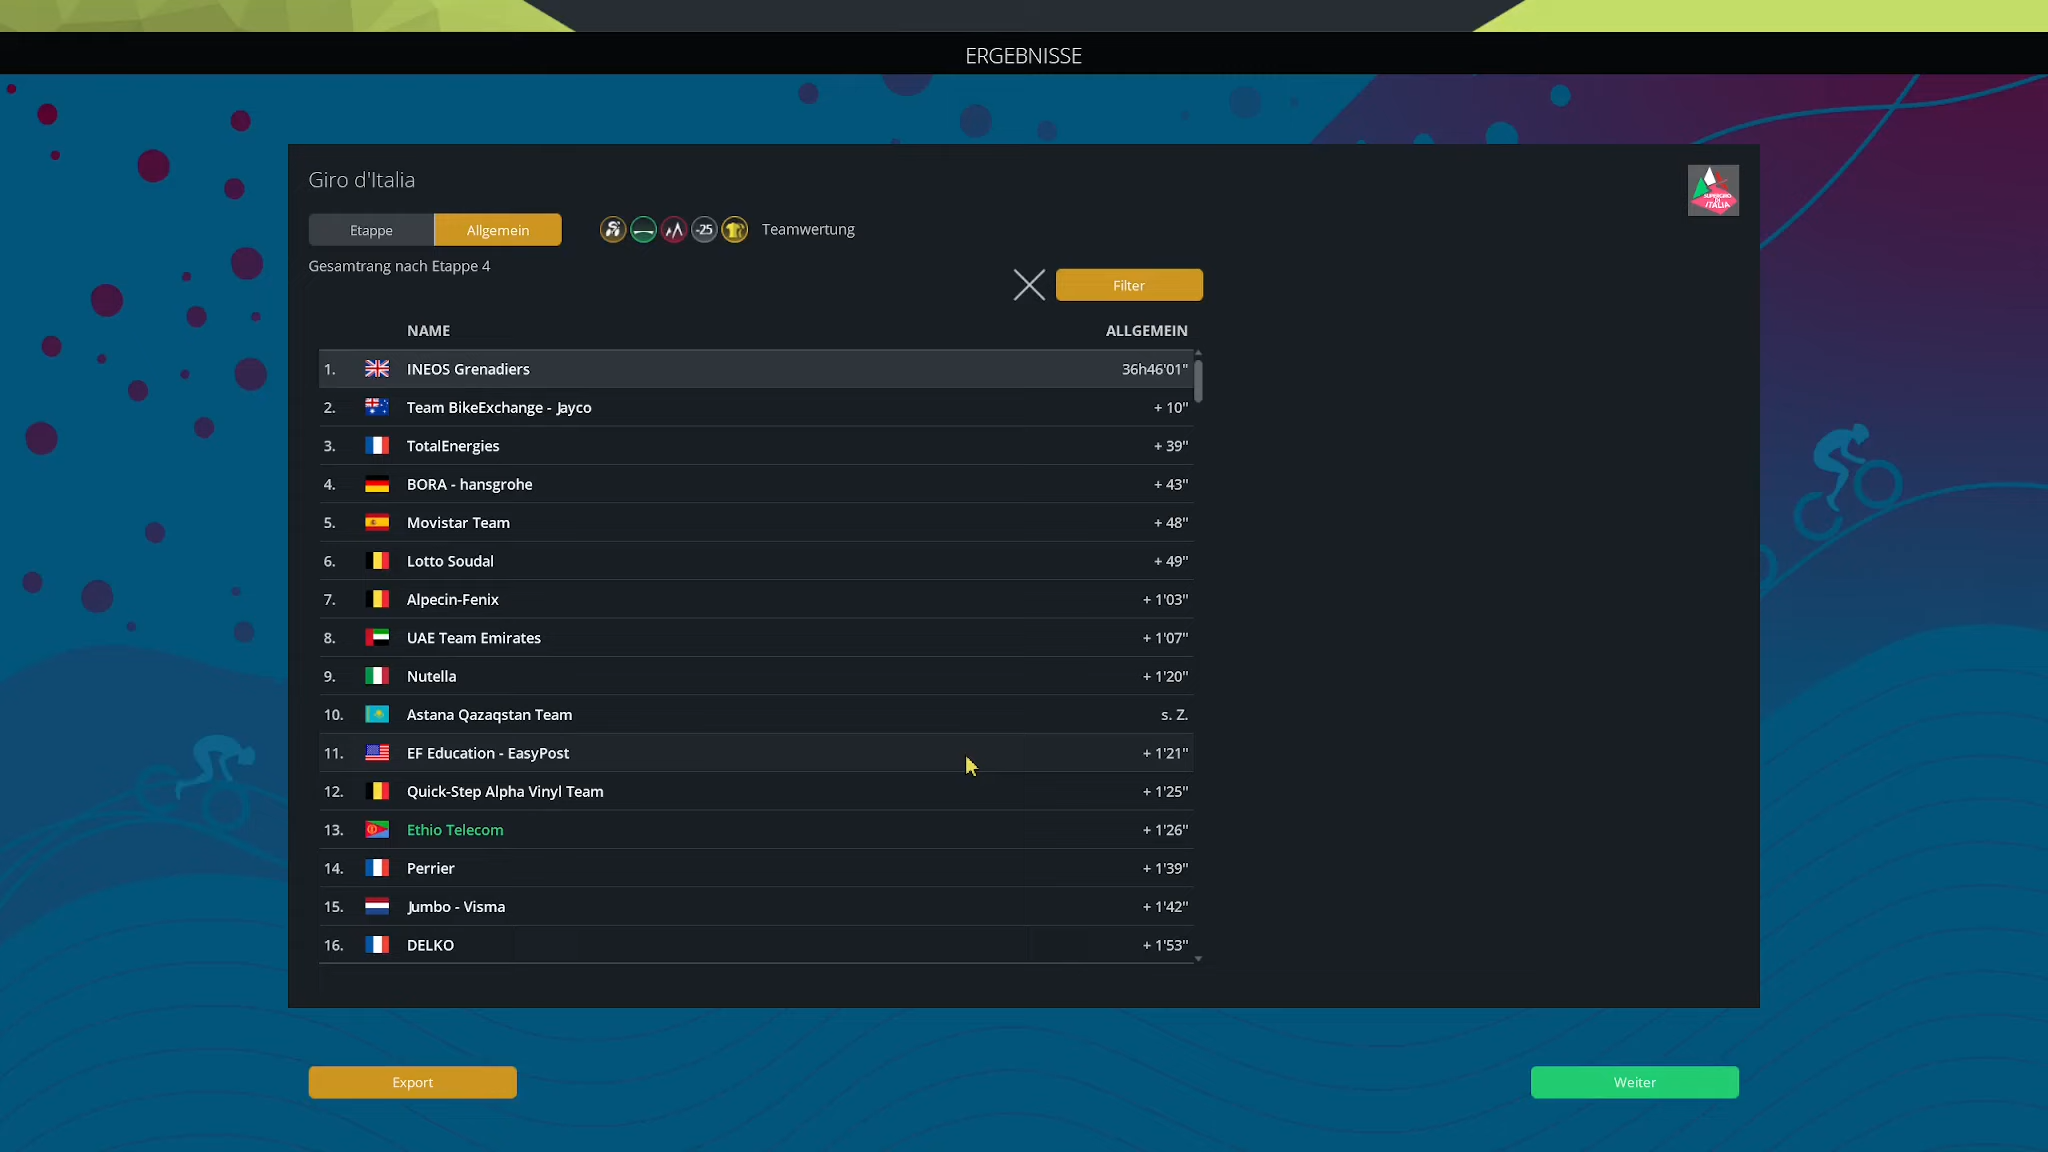 ERGEBNISSE
Giro d'Italia
Etappe Allgemein -25 Teamwertung
Gesamtrang nach Etappe 4
Filter
NAME ALLGEMEIN
1. INEOS Grenadiers 36h46'01"
2. Team BikeExchange - Jayco + 10"
3. TotalEnergies + 39"
4. BORA - hansgrohe + 43"
5. Movistar Team + 48"
6. Lotto Soudal + 49"
7. Alpecin-Fenix + 1'03"
8. UAE Team Emirates + 1'07"
9. Nutella + 1'20"
10. Astana Qazaqstan Team s. Z.
11. EF Education - EasyPost + 1'21"
12. Quick-Step Alpha Vinyl Team + 1'25"
13. Ethio Telecom + 1'26"
14. Perrier + 1'39"
15. Jumbo - Visma + 1'42"
16. DELKO + 1'53"
Export Weiter